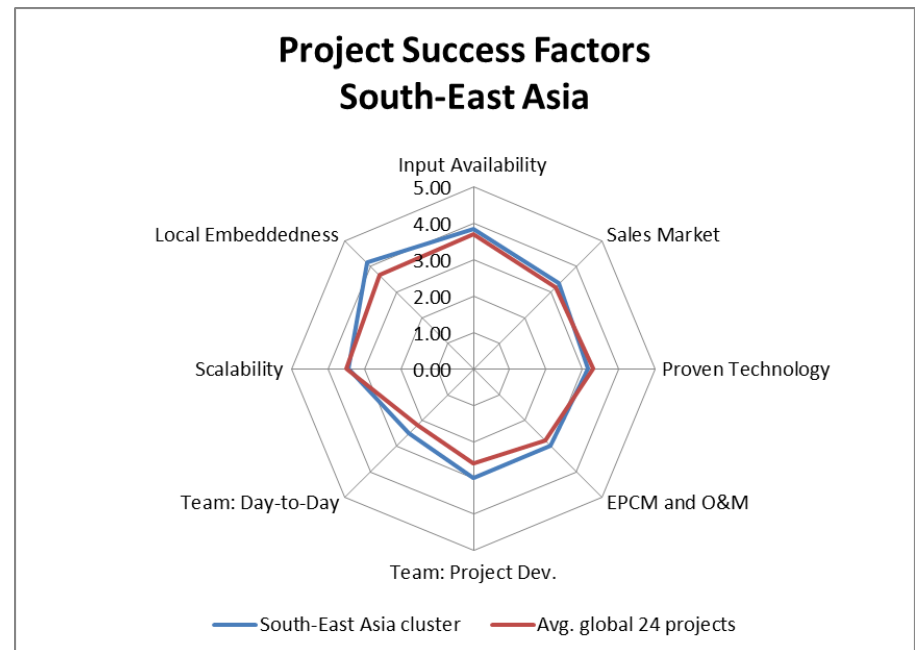 Project Success Factors
South-East Asia
Input Availability
5.00
Local Embeddedness
Sales Market
4.00
3.00
2.00
1.00
Scalability
0.00
Proven Technology
Team: Day-to-Day
EPCM and O&M
Team: Project Dev.
South-East Asia cluster
Avg. global 24 projects